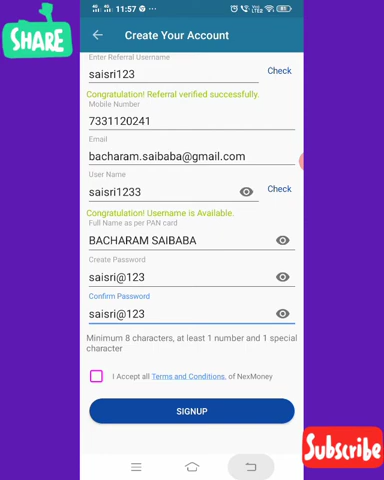 SHARE
11:57
Create Your Account
Enter Referral Username
saisri123
Check
Congratulation! Referral verified successfully.
Mobile Number
7331120241
Email
bacharam.saibaba@gmail.com
User Name
saisri1233
Check
Congratulation! Username is Available.
Full Name as per PAN card
BACHARAM SAIBABA
Create Password
saisri@123
Confirm Password
saisri@123
Minimum 8 characters, at least 1 number and 1 special
character
I Accept all Terms and Conditions. of NexMoney
SIGNUP
Subscribe